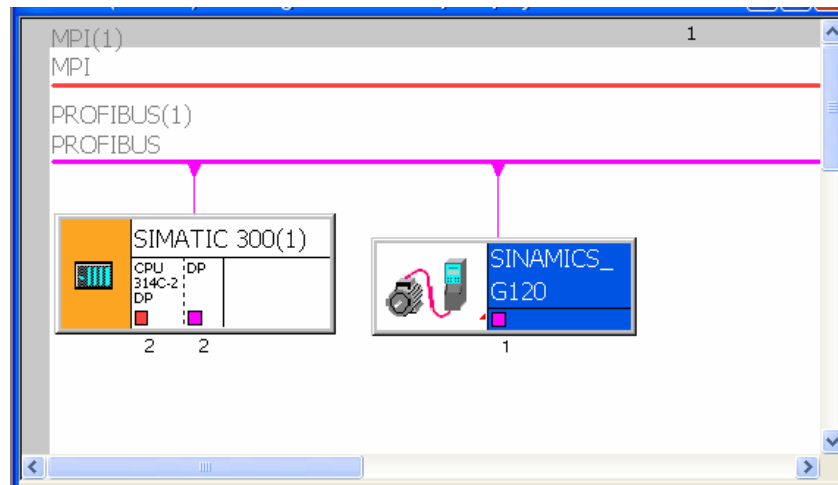 MPI(1)
1
MPI
PROFIBUS(1)
PROFIBUS
SIMATIC 300(1)
CPU
314C-2
DP
DP
2
2
SINAMICS_
G120
1